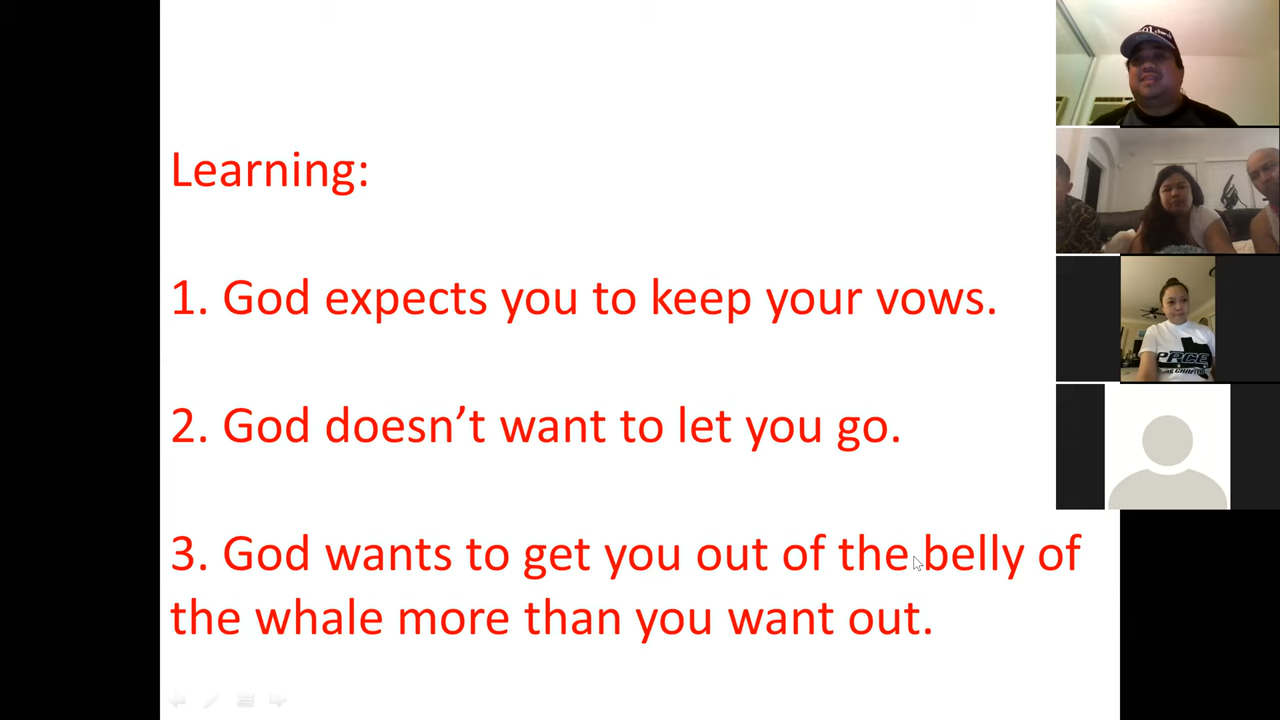 Learning:
1. God expects you to keep your vows.
2. God doesn’t want to let you go.
3. God wants to get you out of the belly of
the whale more than you want out.